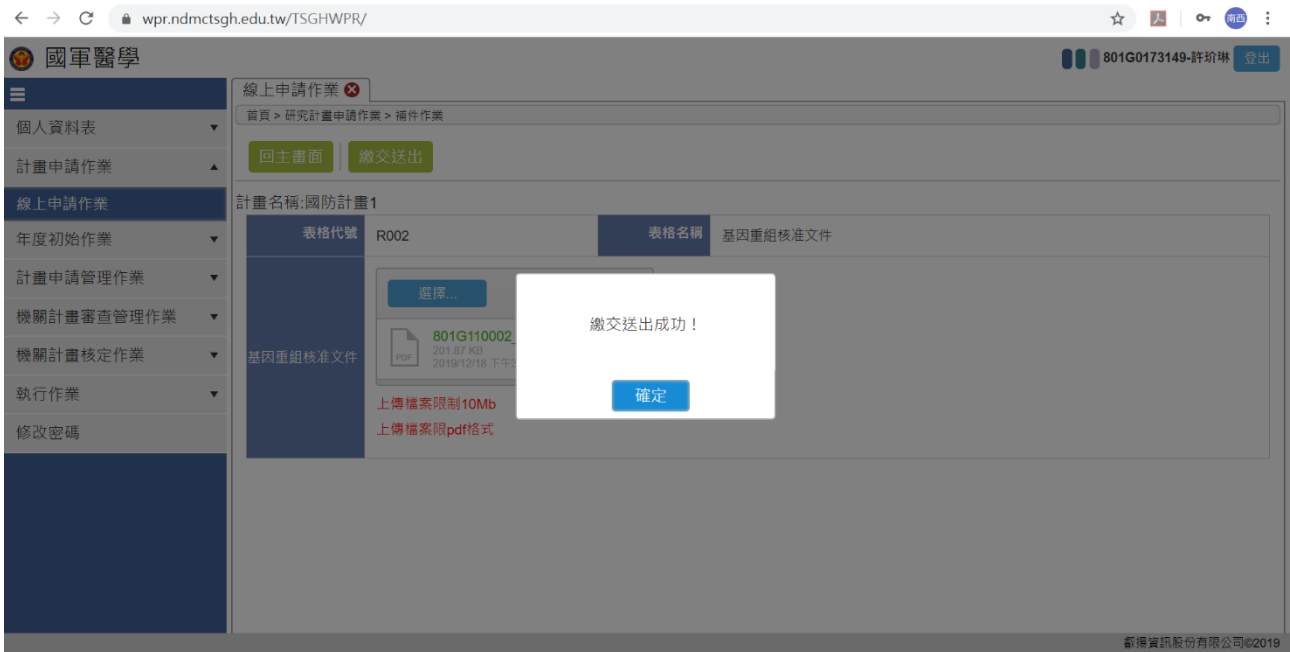 wpr.ndmctsgh.edu.tw/TSGHWPR/
南西
國軍醫學
801G0173149-許玠琳 登出
線上申請作業
首頁 > 研究計畫申請作業 > 補件作業
個人資料表
計畫申請作業
線上申請作業
年度初始作業
計畫申請管理作業
機關計畫審查管理作業
機關計畫核定作業
執行作業
修改密碼
回主畫面 繳交送出
計畫名稱:國防計畫1
表格代號 R002 表格名稱 基因重組核准文件
基因重組核准文件
選擇...
PDF
801G110002_
201.87 KB
2019/12/18 下午
上傳檔案限制10Mb
上傳檔案限pdf格式
繳交送出成功！
確定
叡揚資訊股份有限公司©2019